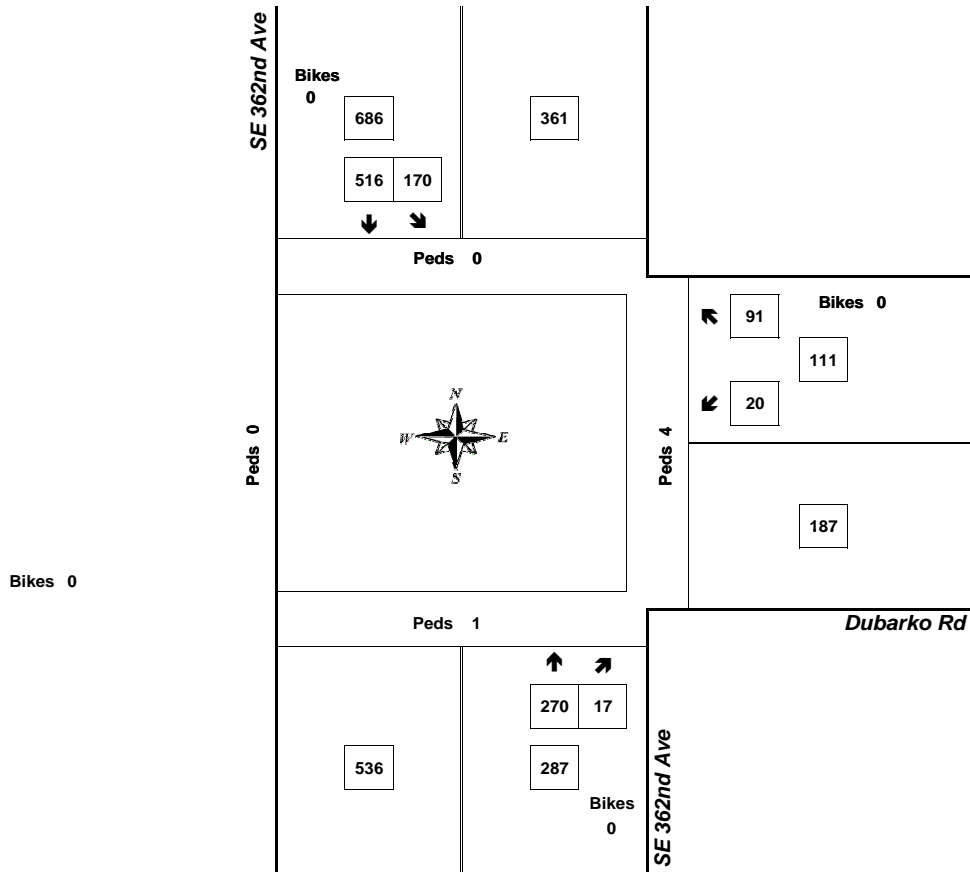 SE 362nd Ave
Bikes
0
686
361
516 170
Peds 0
Bikes 0
91
111
20
N
W E
S
Peds 0
Peds 4
187
Bikes 0
Peds 1
Dubarko Rd
270 17
536
287
Bikes
0
SE 362nd Ave